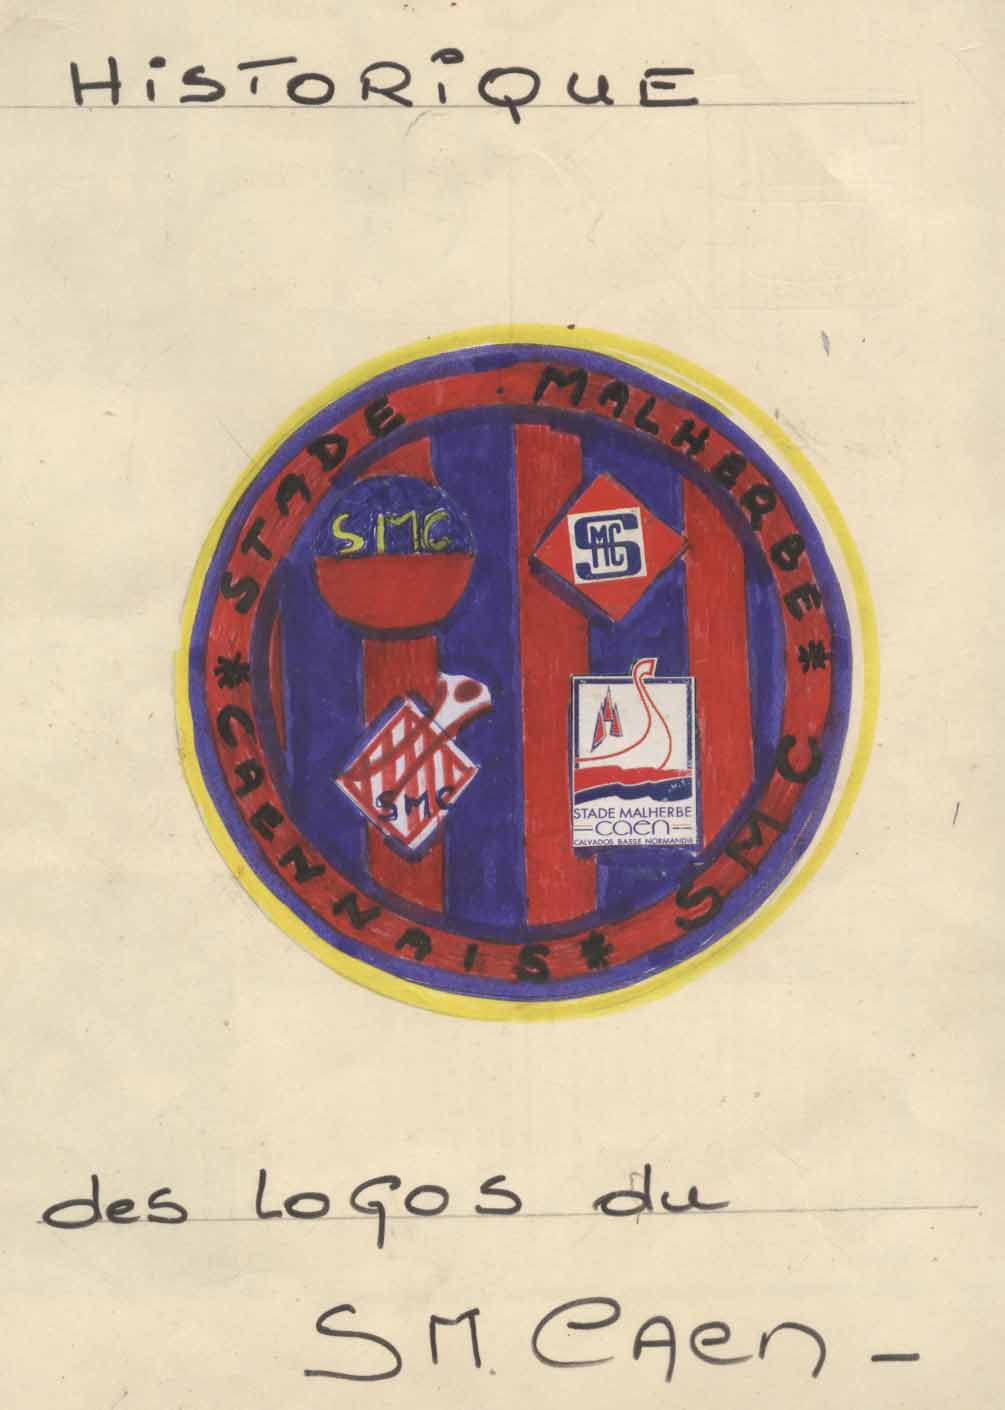 HiSTORiQUE
STADE MALHERBE * SMC * CAENNAIS *
SMC
SMC
SMC
STADE MALHERBE
caen
CALVADOS BASSE NORMANDIE
des LoGoS du
SM. CAen -